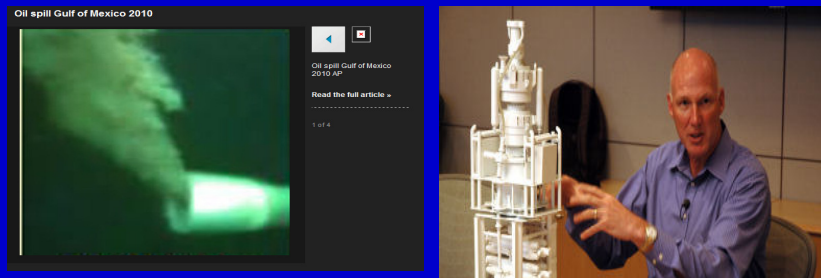 Oil spill Gulf of Mexico 2010
Oil spill Gulf of Mexico
2010 AP
Read the full article »
1 of 4